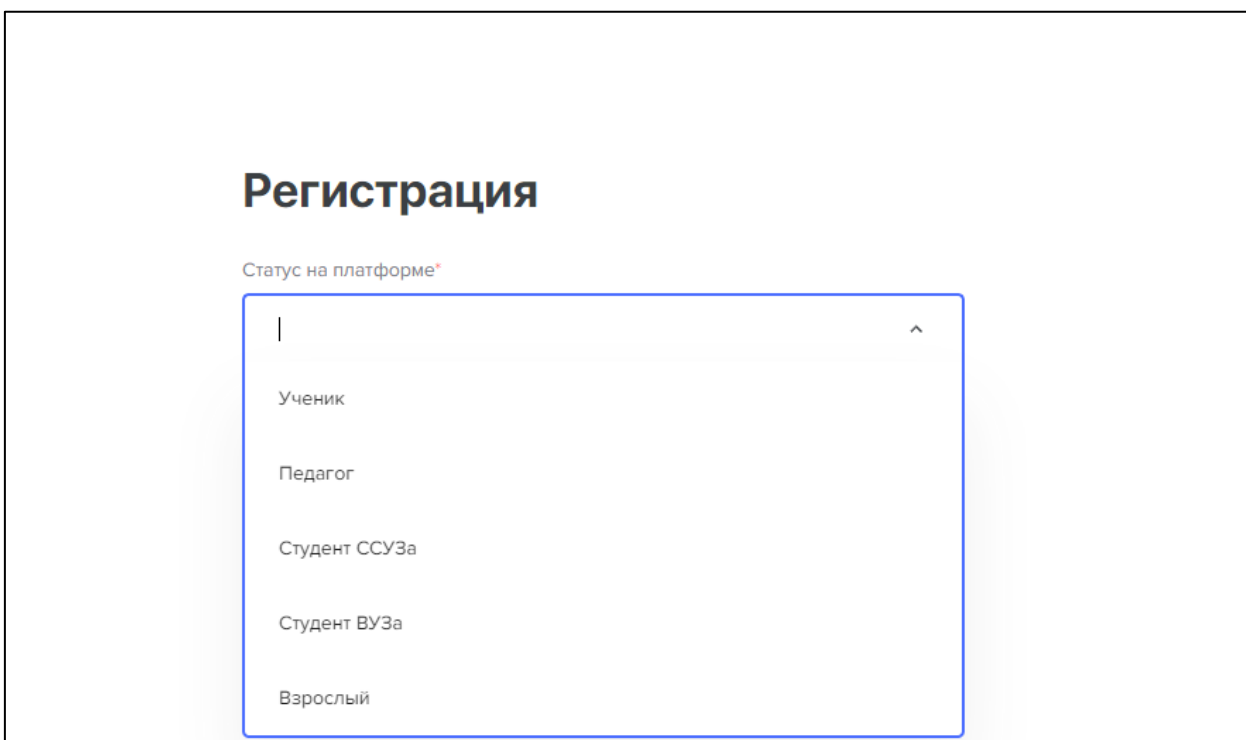 Регистрация
Статус на платформе*
Ученик
Педагог
Студент ССУЗа
Студент ВУЗа
Взрослый